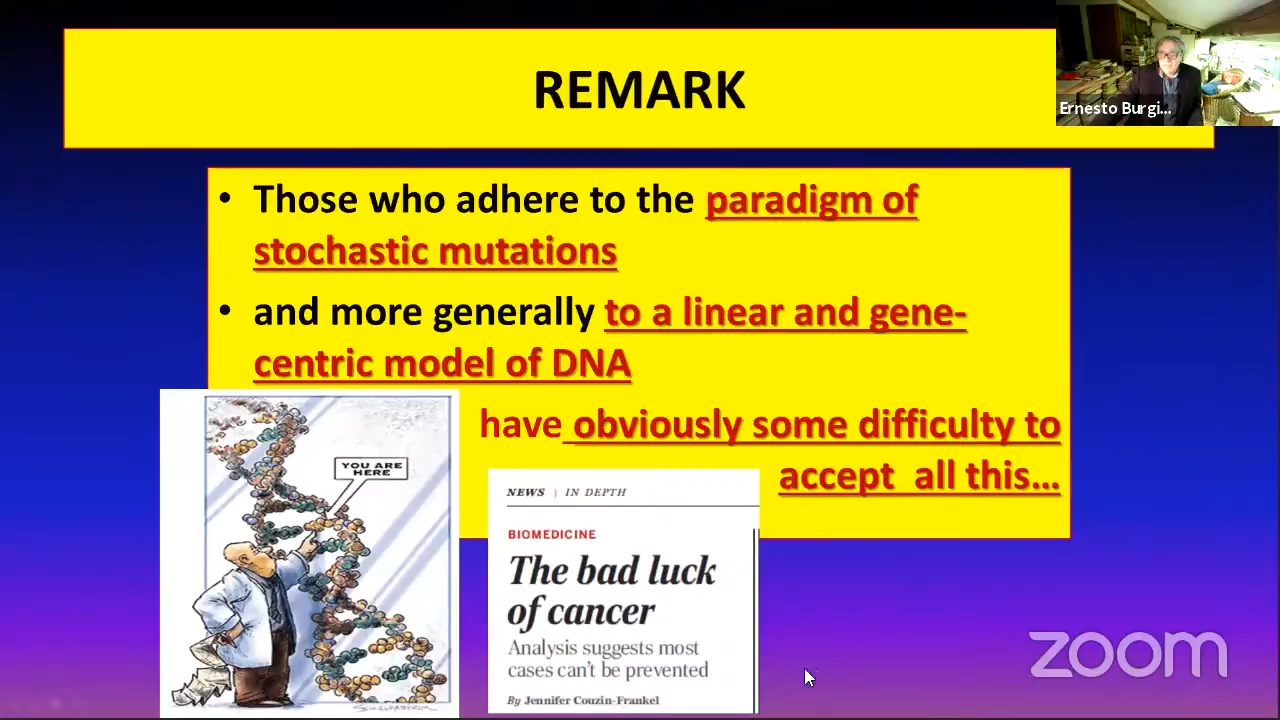 REMARK
Ernesto Burgi...
• Those who adhere to the paradigm of
stochastic mutations
• and more generally to a linear and gene-
centric model of DNA
have obviously some difficulty to
accept all this...
YOU ARE
HERE
NEWS | IN DEPTH
BIOMEDICINE
The bad luck
of cancer
Analysis suggests most
cases can't be prevented
By Jennifer Couzin-Frankel
zoom